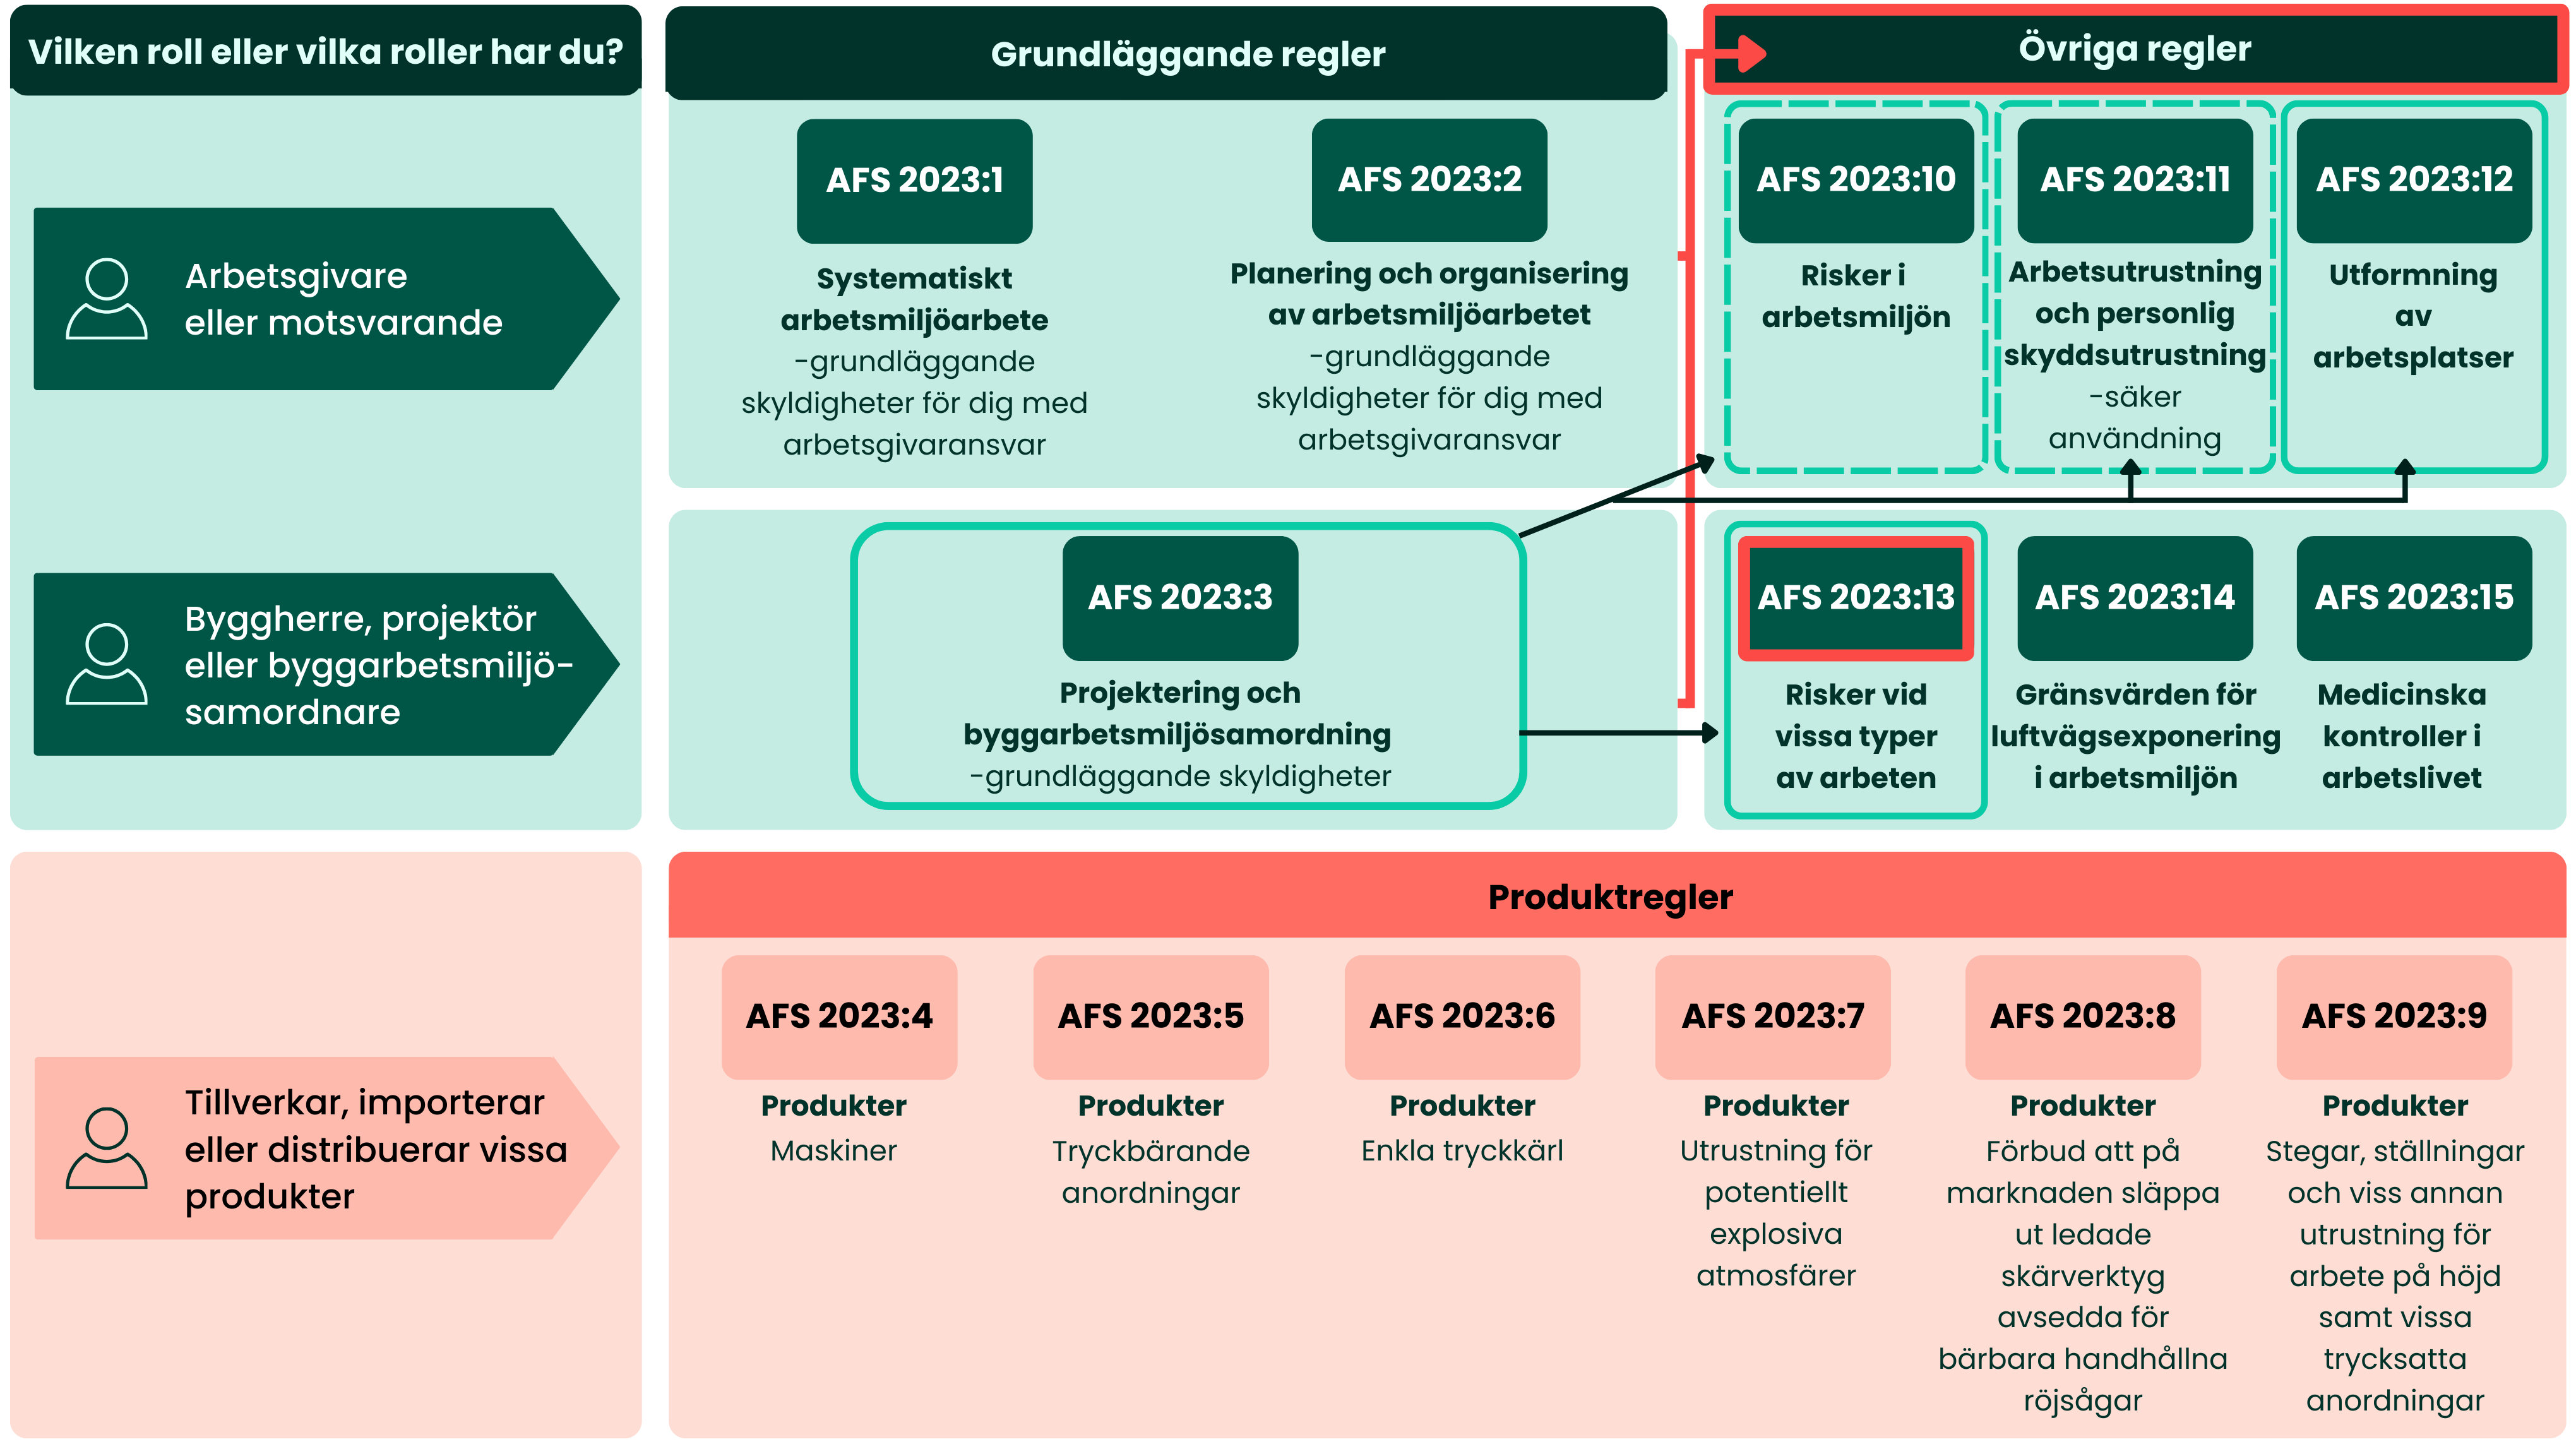 Vilken roll eller vilka roller har du?
Arbetsgivare
eller motsvarande
Byggherre, projektör
eller byggarbetsmiljö-
samordnare
Grundläggande regler
AFS 2023:1
Systematiskt
arbetsmiljöarbete
-grundläggande
skyldigheter för dig med
arbetsgivaransvar
AFS 2023:2
Planering och organisering
av arbetsmiljöarbetet
-grundläggande
skyldigheter för dig med
arbetsgivaransvar
AFS 2023:3
Projektering och
byggarbetsmiljösamordning
-grundläggande skyldigheter
Övriga regler
AFS 2023:10
Risker i
arbetsmiljön
AFS 2023:11
Arbetsutrustning
och personlig
skyddsutrustning
-säker
användning
AFS 2023:12
Utformning
av
arbetsplatser
AFS 2023:13
Risker vid
vissa typer
av arbeten
AFS 2023:14
Gränsvärden för
luftvägsexponering
i arbetsmiljön
AFS 2023:15
Medicinska
kontroller i
arbetslivet
Tillverkar, importerar
eller distribuerar vissa
produkter
Produktregler
AFS 2023:4
Produkter
Maskiner
AFS 2023:5
Produkter
Tryckbärande
anordningar
AFS 2023:6
Produkter
Enkla tryckkärl
AFS 2023:7
Produkter
Utrustning för
potentiellt
explosiva
atmosfärer
AFS 2023:8
Produkter
Förbud att på
marknaden släppa
ut ledade
skärverktyg
avsedda för
bärbara handhållna
röjsågar
AFS 2023:9
Produkter
Stegar, ställningar
och viss annan
utrustning för
arbete på höjd
samt vissa
trycksatta
anordningar